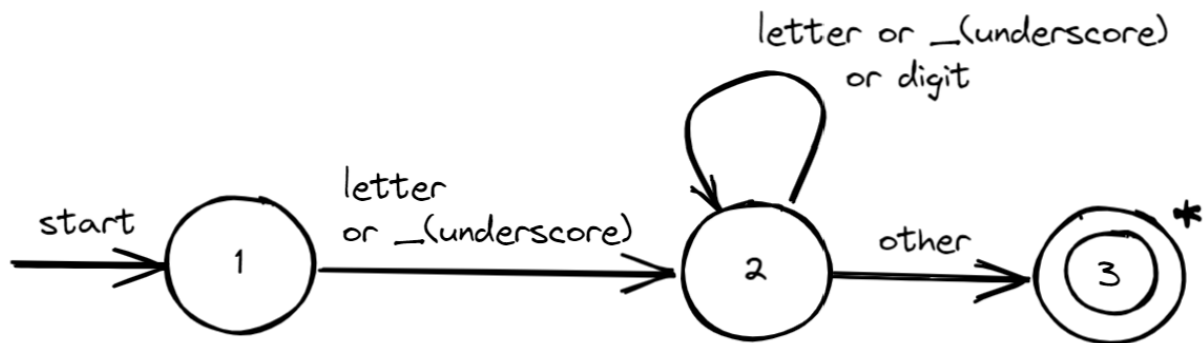 letter or _(underscore)
or digit
letter
or _(underscore)
start
other
*
1
2
3